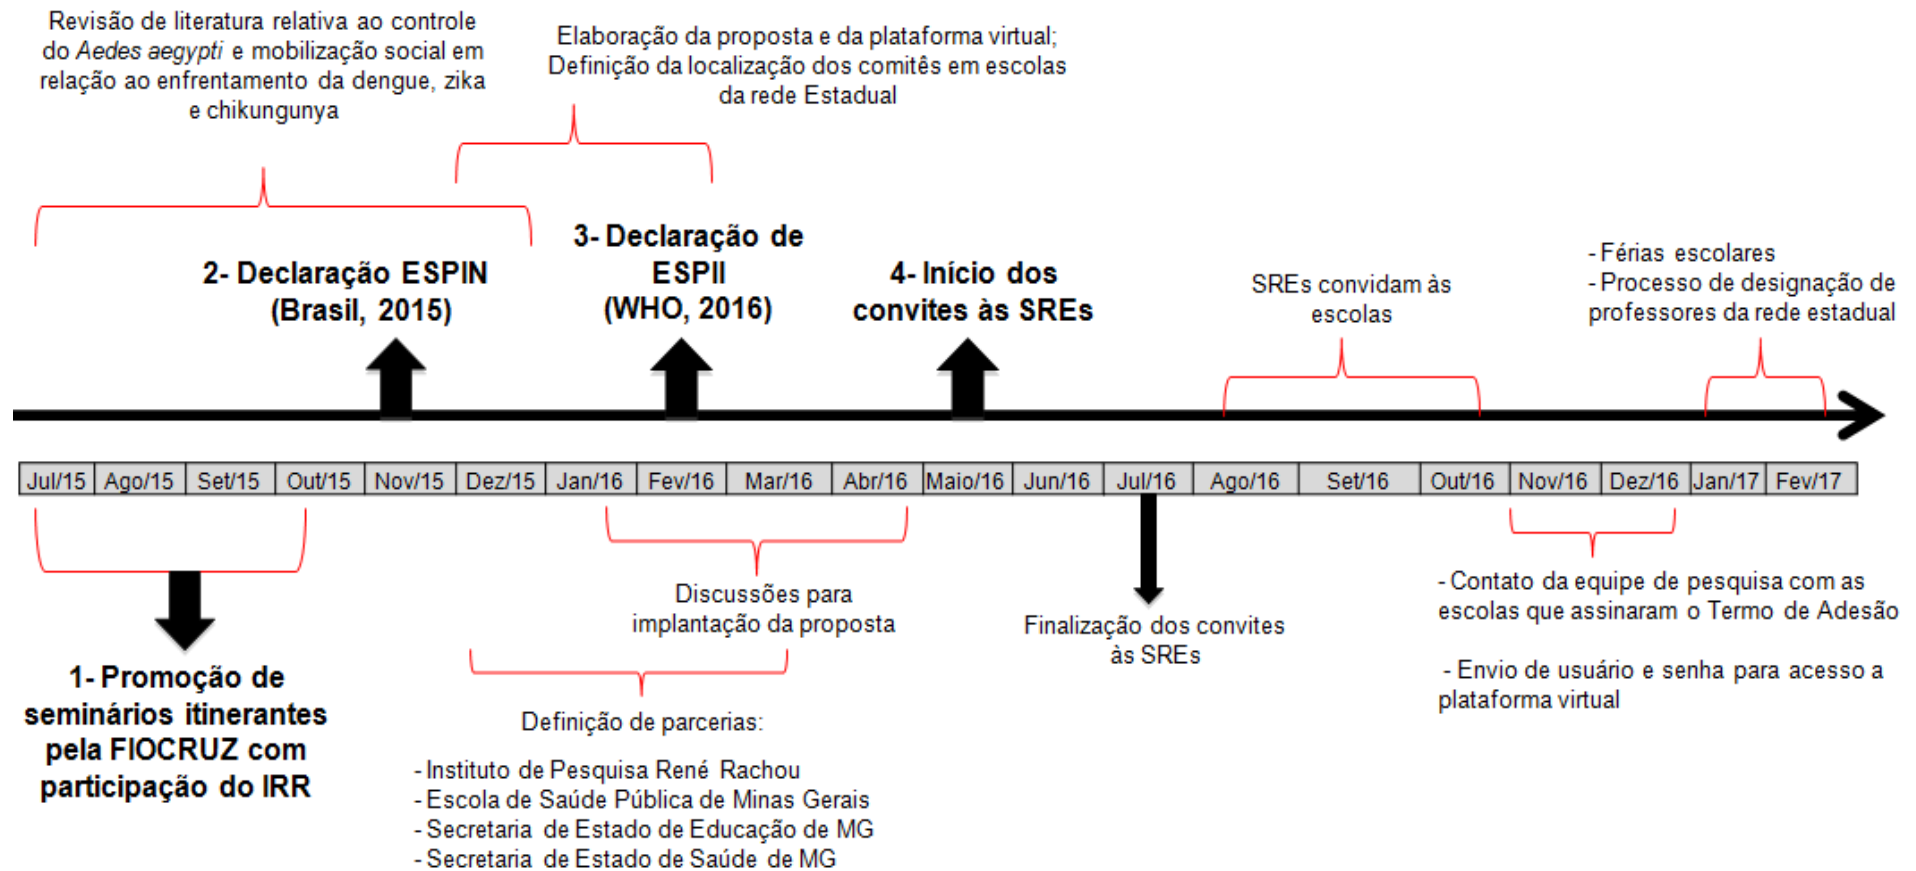 Revisão de literatura relativa ao controle
do Aedes aegypti e mobilização social em
relação ao enfrentamento da dengue, zika
e chikungunya
Elaboração da proposta e da plataforma virtual;
Definição da localização dos comitês em escolas
da rede Estadual
2- Declaração ESPIN
(Brasil, 2015)
3- Declaração de
ESPII
(WHO, 2016)
4- Início dos
convites às SREs
SREs convidam às
escolas
- Férias escolares
- Processo de designação de
professores da rede estadual
Jul/15 Ago/15 Set/15 Out/15 Nov/15 Dez/15 Jan/16 Fev/16 Mar/16 Abr/16 Maio/16 Jun/16 Jul/16 Ago/16 Set/16 Out/16 Nov/16 Dez/16 Jan/17 Fev/17
1- Promoção de
seminários itinerantes
pela FIOCRUZ com
participação do IRR
Discussões para
implantação da proposta
Definição de parcerias:
- Instituto de Pesquisa René Rachou
- Escola de Saúde Pública de Minas Gerais
- Secretaria de Estado de Educação de MG
- Secretaria de Estado de Saúde de MG
Finalização dos convites
às SREs
- Contato da equipe de pesquisa com as
escolas que assinaram o Termo de Adesão
- Envio de usuário e senha para acesso a
plataforma virtual